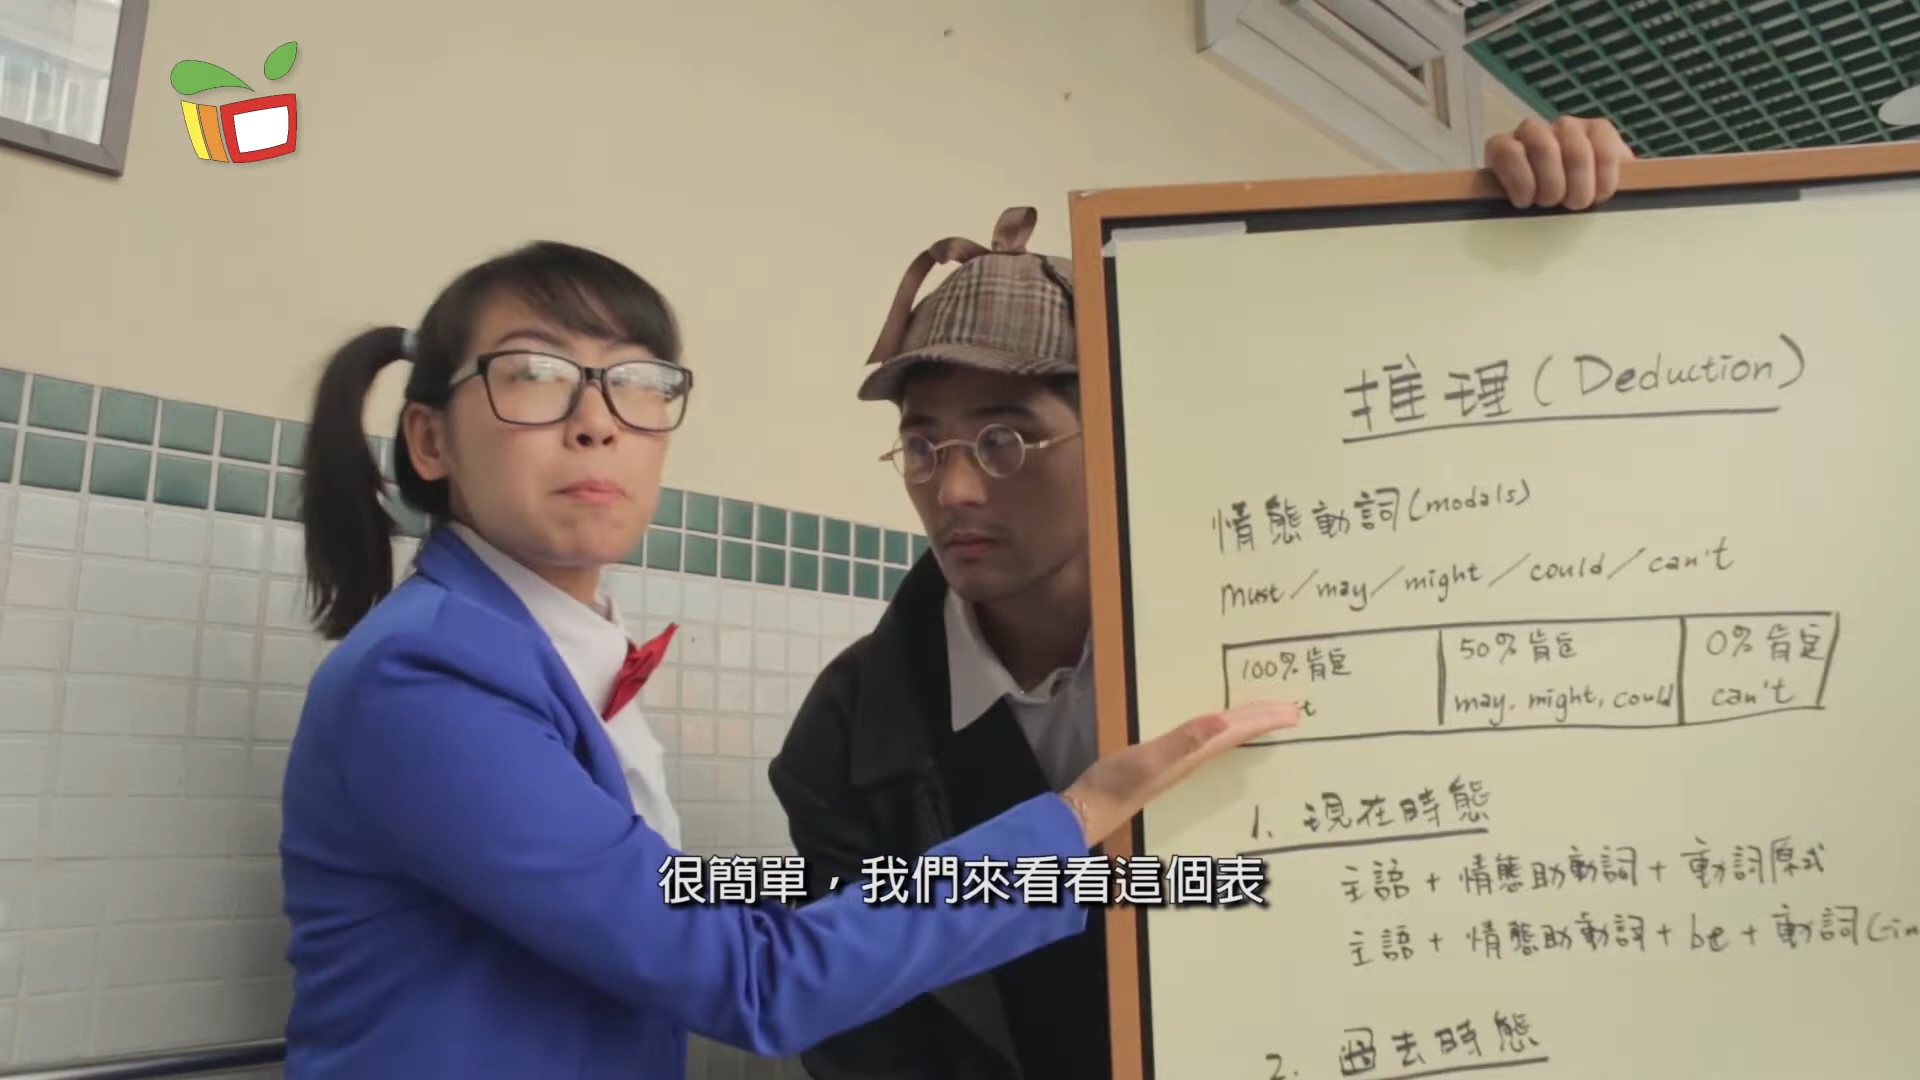 推理 (Deduction)
情態動詞 (modals)
Must/may/might/could/can't
100%肯定
50%肯定
may, might, could
0%肯定
can't
1. 現在時態
主語 + 情態助動詞 + 動詞原式
主語 + 情態助動詞 + be + 動詞(-in
2. 過去時態
很簡單，我們來看看這個表